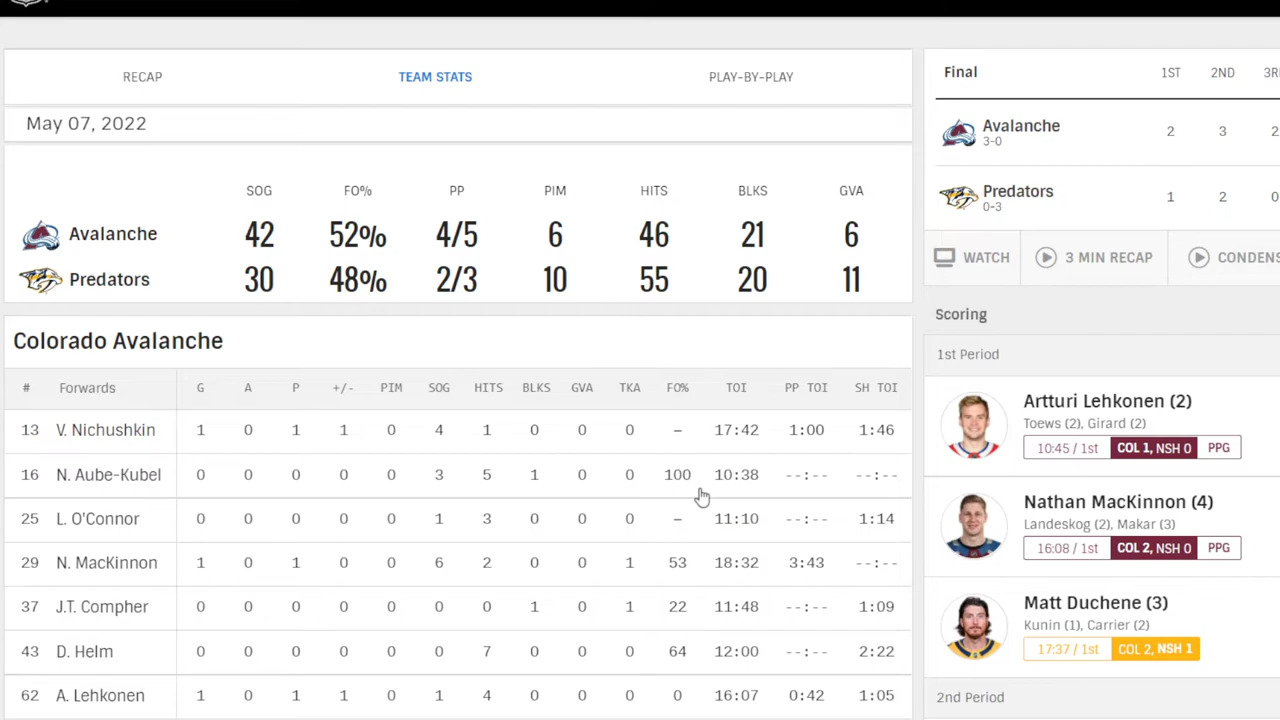 RECAP TEAM STATS PLAY-BY-PLAY
May 07, 2022
SOG FO% PP PIM HITS BLKS GVA
Avalanche 42 52% 4/5 6 46 21 6
Predators 30 48% 2/3 10 55 20 11
Colorado Avalanche
# Forwards G A P +/- PIM SOG HITS BLKS GVA TKA FO% TOI PP TOI SH TOI
13 V. Nichushkin 1 0 1 1 0 4 1 0 0 0 – 17:42 1:00 1:46
16 N. Aube-Kubel 0 0 0 0 0 3 5 1 0 0 100 10:38 --:-- --:--
25 L. O'Connor 0 0 0 0 0 1 3 0 0 0 – 11:10 --:-- 1:14
29 N. MacKinnon 1 0 1 0 0 6 2 0 0 1 53 18:32 3:43 --:--
37 J.T. Compher 0 0 0 0 0 0 0 1 0 1 22 11:48 --:-- 1:09
43 D. Helm 0 0 0 0 0 0 7 0 0 0 64 12:00 --:-- 2:22
62 A. Lehkonen 1 0 1 1 0 1 4 0 0 0 0 16:07 0:42 1:05
Final 1ST 2ND 3R
Avalanche 2 3 2
3-0
Predators 1 2 0
0-3
WATCH 3 MIN RECAP CONDENS
Scoring
1st Period
Artturi Lehkonen (2)
Toews (2), Girard (2)
10:45 / 1st COL 1, NSH 0 PPG
Nathan MacKinnon (4)
Landeskog (2), Makar (3)
16:08 / 1st COL 2, NSH 0 PPG
Matt Duchene (3)
Kunin (1), Carrier (2)
17:37 / 1st COL 2, NSH 1
2nd Period